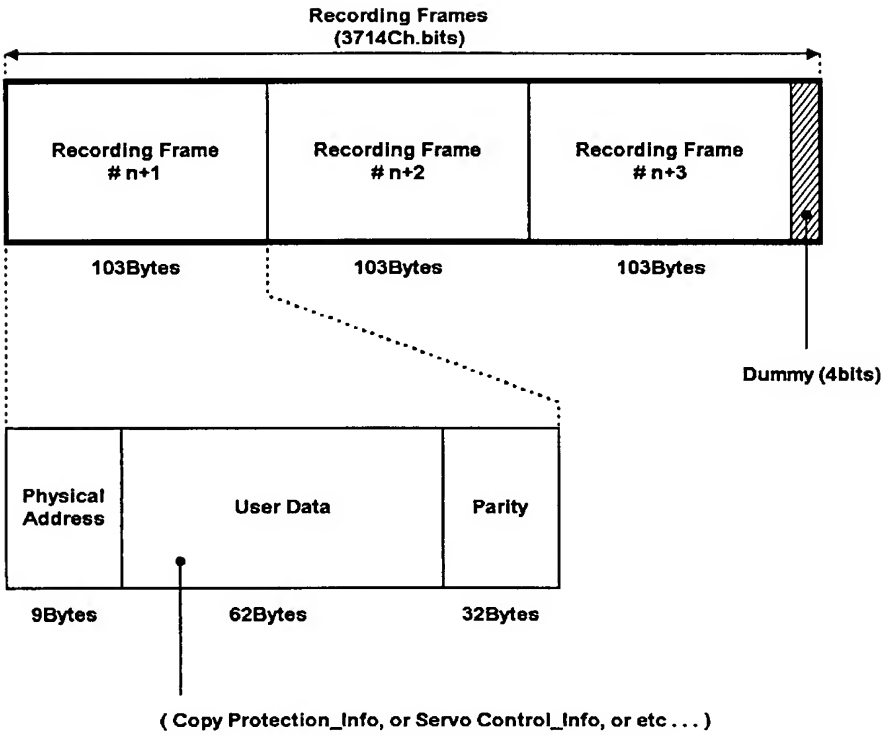 Recording Frames
(3714Ch.bits)
Recording Frame
# n+1
Recording Frame
# n+2
Recording Frame
# n+3
103Bytes
103Bytes
103Bytes
Dummy (4bits)
Physical
Address
User Data
Parity
9Bytes
62Bytes
32Bytes
( Copy Protection_Info, or Servo Control_Info, or etc . . . )